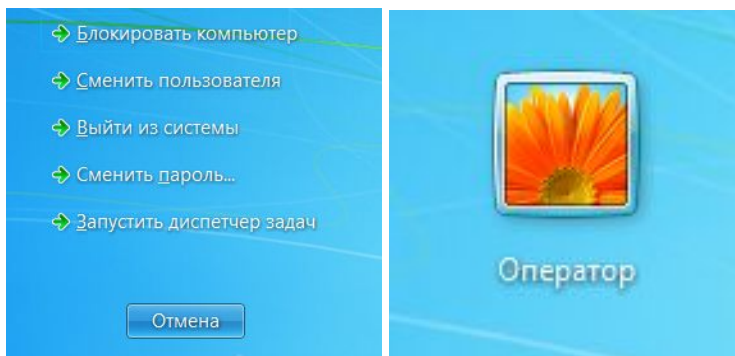 Блокировать компьютер
Сменить пользователя
Выйти из системы
Сменить пароль...
Запустить диспетчер задач
Отмена
Оператор